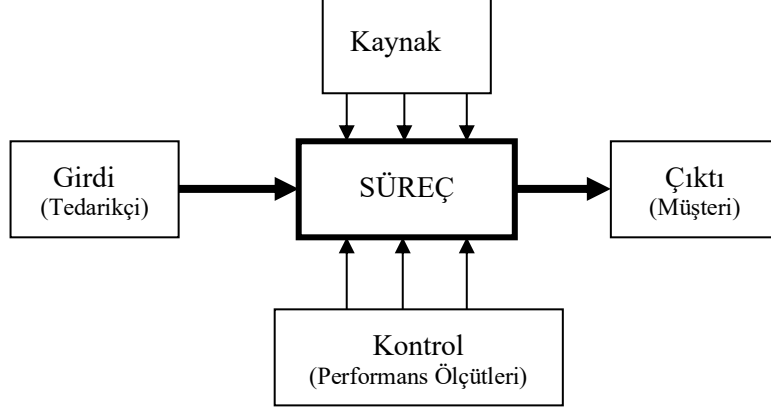 Kaynak
Girdi
(Tedarikçi)
SÜREÇ
Çıktı
(Müşteri)
Kontrol
(Performans Ölçütleri)